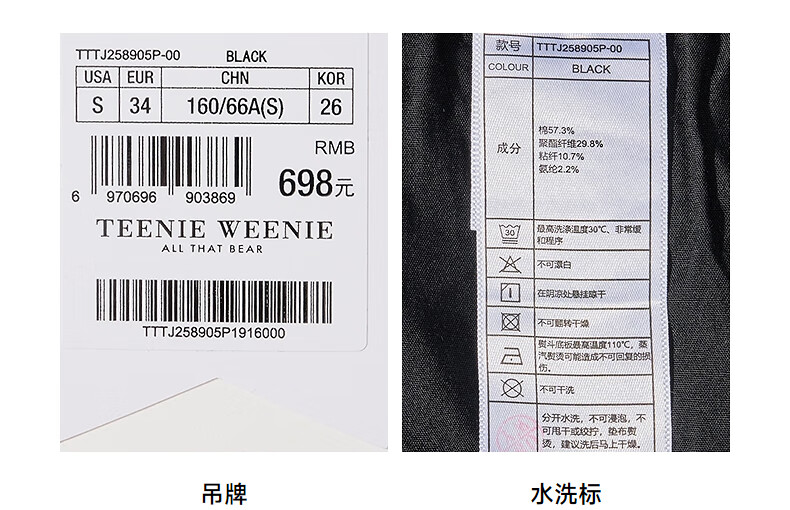 TTTJ258905P-00 BLACK
USA EUR CHN KOR
S 34 160/66A(S) 26
RMB
698元
6 970696 903869
TEENIE WEENIE
ALL THAT BEAR
TTTJ258905P1916000
吊牌
款号 TTTJ258905P-00
COLOUR BLACK
成分
棉57.3%
聚酯纤维29.8%
粘纤10.7%
氨纶2.2%
30
最高洗涤温度30℃、非常缓
和程序
不可漂白
在阴凉处悬挂晾干
不可翻转干燥
熨斗底板最高温度110℃，蒸
汽熨烫可能造成不可回复的损
伤。
不可干洗
分开水洗，不可浸泡，不
可甩干或绞拧，垫布熨
烫，建议洗后马上干燥。
水洗标